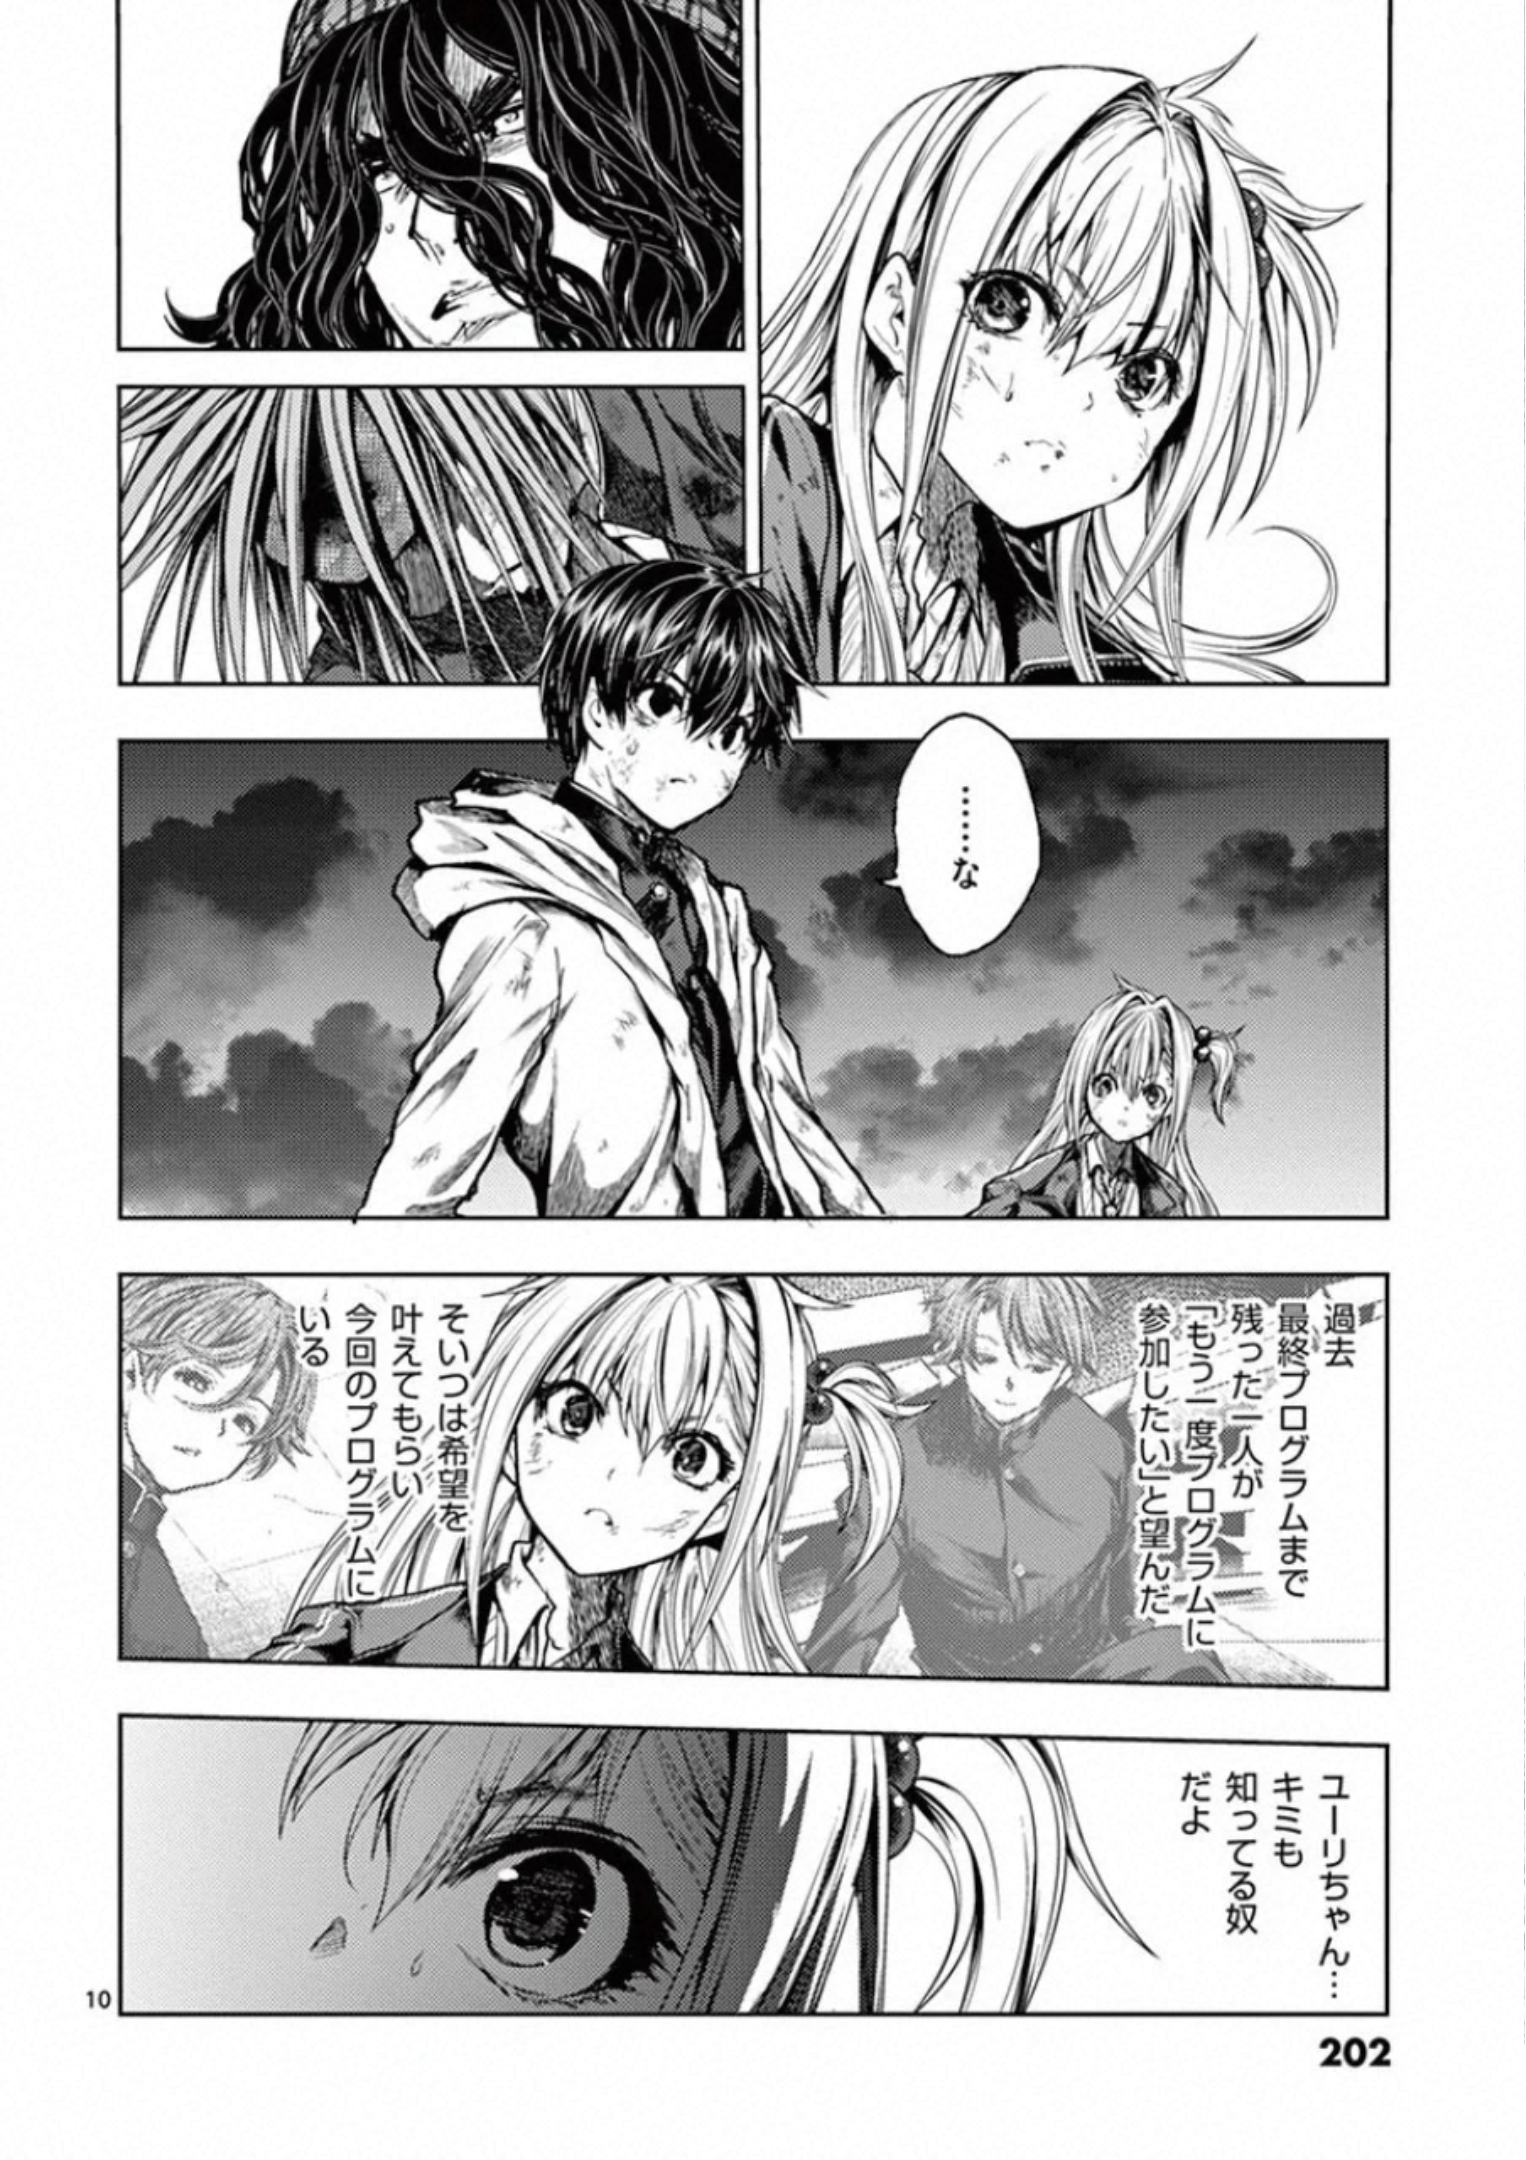 ……な
過去
最終プログラムまで
残った一人が
「もう一度プログラムに
参加したい」と望んだ
そいつは希望を
叶えてもらい
今回のプログラムに
いる
ユーリちゃん…
キミも
知ってる奴
だよ
10
202